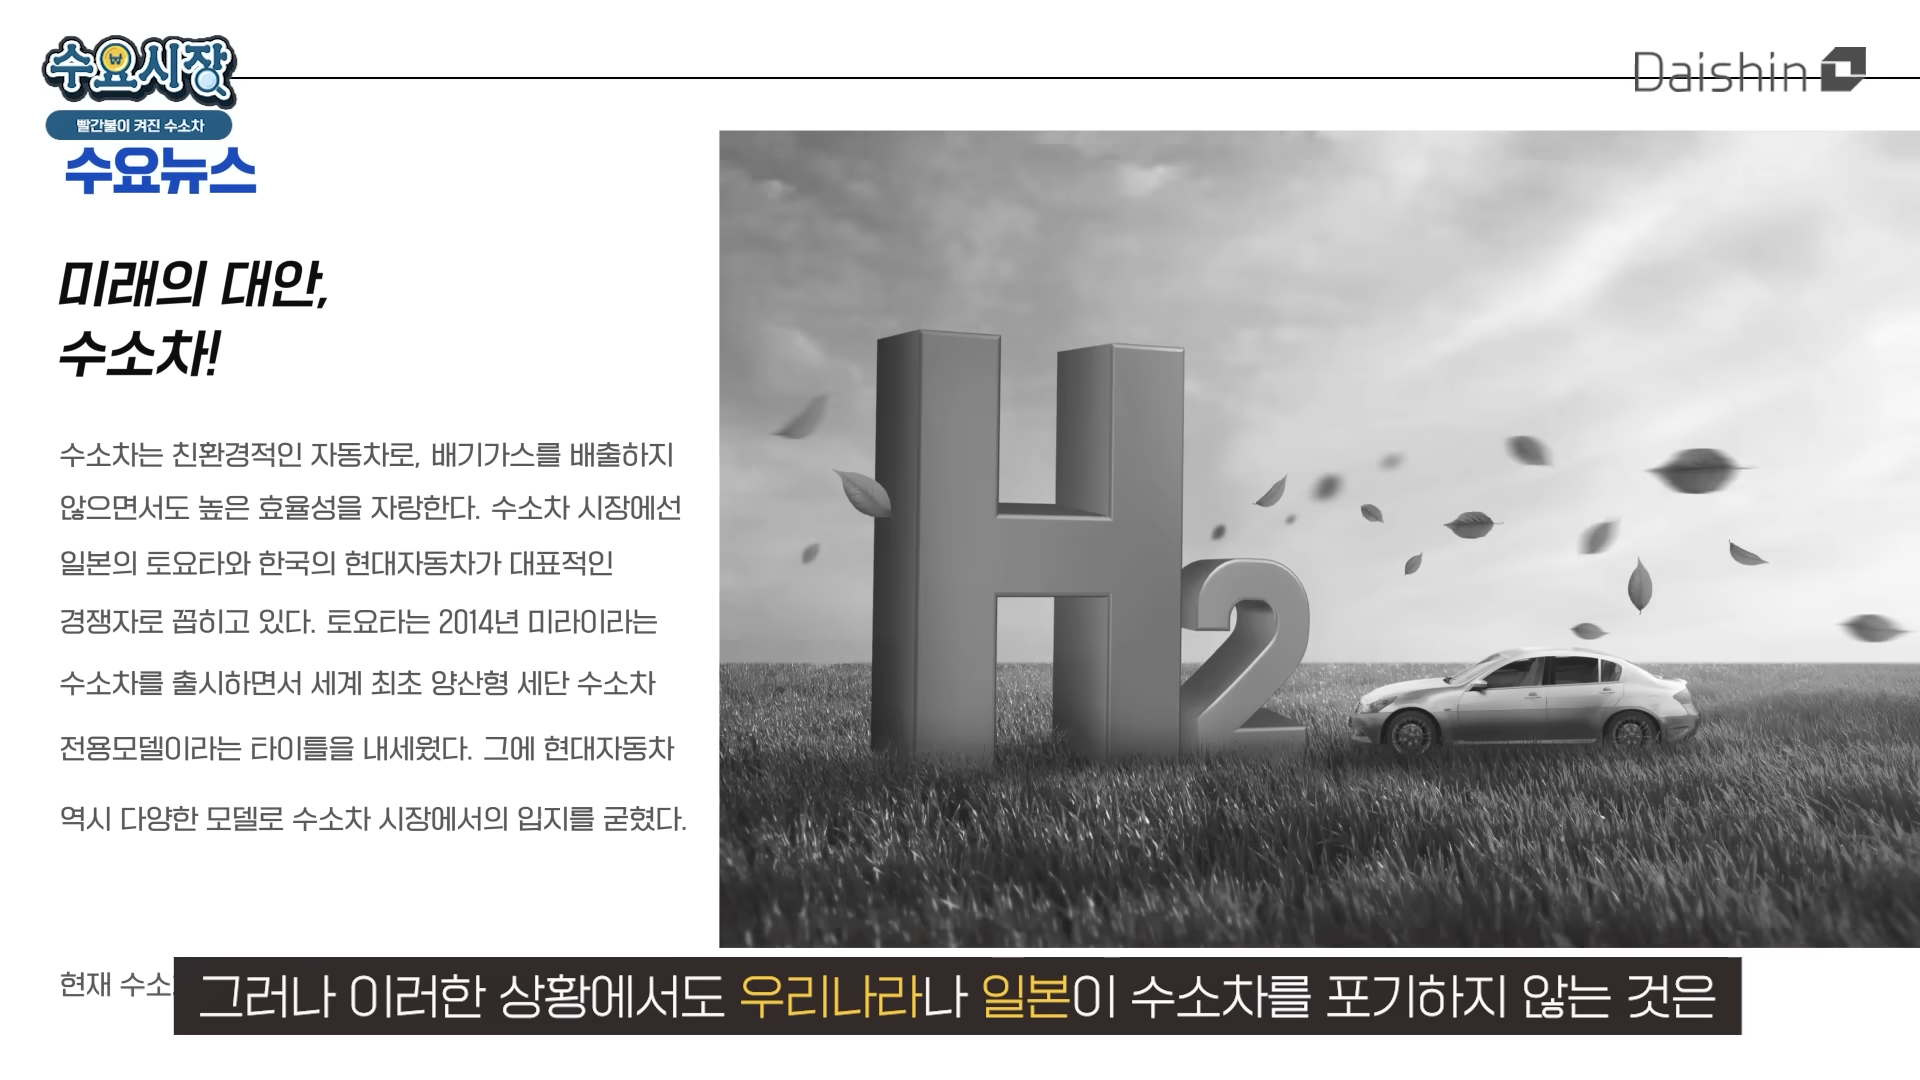 수요시장
Daishin
빨간불이 켜진 수소차
수요뉴스
미래의 대안,
수소차!
수소차는 친환경적인 자동차로, 배기가스를 배출하지
않으면서도 높은 효율성을 자랑한다. 수소차 시장에선
일본의 토요타와 한국의 현대자동차가 대표적인
경쟁자로 꼽히고 있다. 토요타는 2014년 미라이라는
수소차를 출시하면서 세계 최초 양산형 세단 수소차
전용모델이라는 타이틀을 내세웠다. 그에 현대자동차
역시 다양한 모델로 수소차 시장에서의 입지를 굳혔다.
H2
현재 수소
그러나 이러한 상황에서도 우리나라나 일본이 수소차를 포기하지 않는 것은